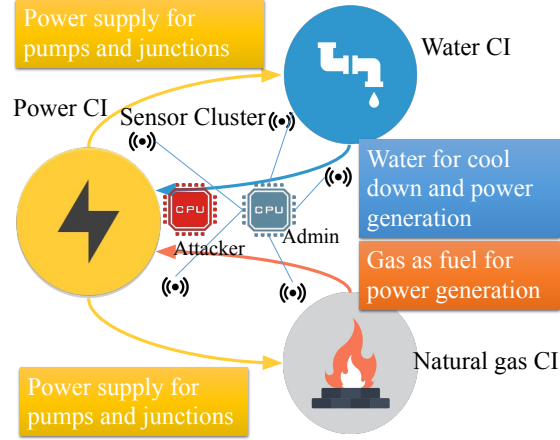 Power supply for
pumps and junctions
Water CI
Power CI
Sensor Cluster
Water for cool
down and power
generation
CPU
CPU
Attacker
Admin
Gas as fuel for
power generation
Natural gas CI
Power supply for
pumps and junctions